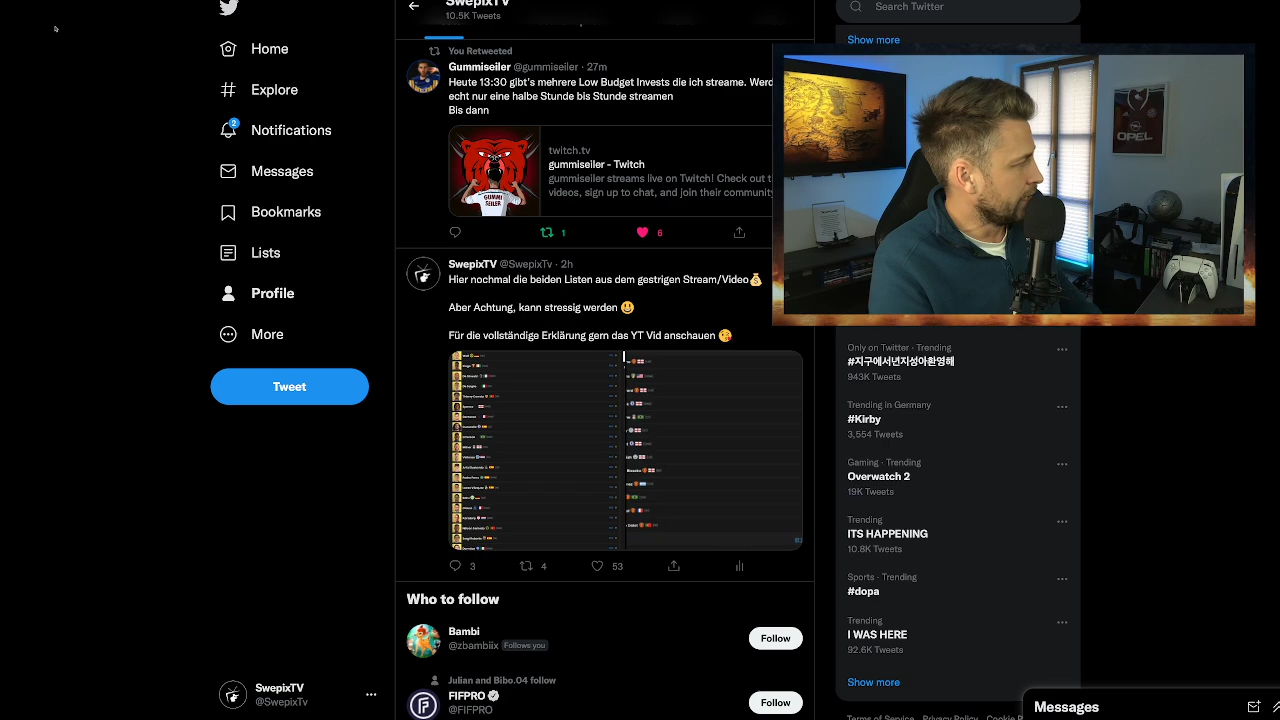 SwepixTV
10.5K Tweets
Search Twitter
Show more
Home
Explore
2
Notifications
Messages
Bookmarks
Lists
Profile
More
Tweet
SwepixTV
@SwepixTv
You Retweeted
Gummiseiler @gummiseiler · 27m
Heute 13:30 gibt's mehrere Low Budget Invests die ich streame. Werd
echt nur eine halbe Stunde bis Stunde streamen
Bis dann
GUMMI
SEILER
twitch.tv
gummiseiler - Twitch
gummiseiler streams live on Twitch! Check out t
videos, sign up to chat, and join their community
1
6
SwepixTV @SwepixTv · 2h
Hier nochmal die beiden Listen aus dem gestrigen Stream/Video💰
Aber Achtung, kann stressig werden 😃
Für die vollständige Erklärung gern das YT Vid anschauen 😘
3
4
53
Who to follow
Bambi
@zbambiix Follows you
Follow
Julian and Bibo.04 follow
FIFPRO
@FIFPRO
Follow
OPEL
Only on Twitter · Trending
#지구에서년지성아환영해
943K Tweets
Trending in Germany
#Kirby
3,554 Tweets
Gaming · Trending
Overwatch 2
19K Tweets
Trending
ITS HAPPENING
10.8K Tweets
Sports · Trending
#dopa
Trending
I WAS HERE
92.6K Tweets
Show more
Terms of Service Privacy Policy Cookie P
Messages